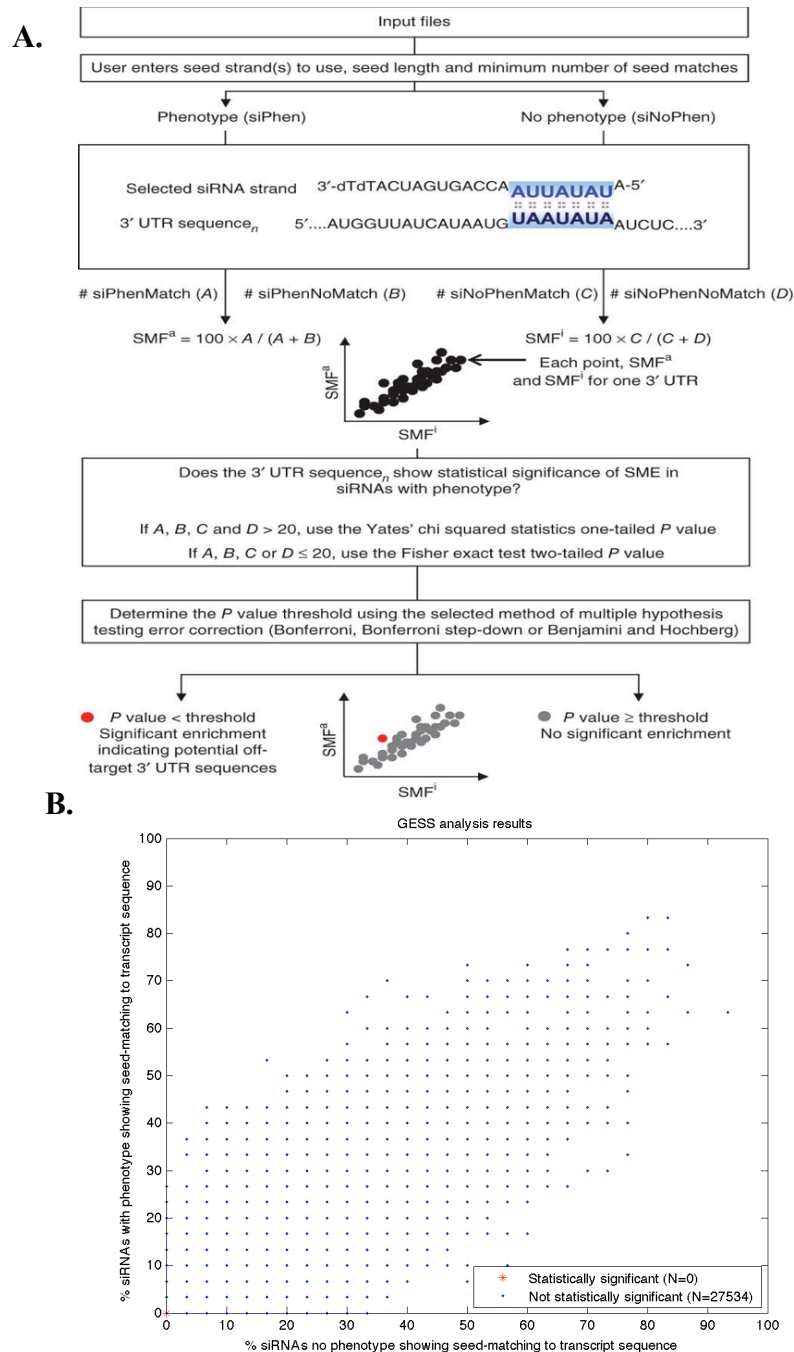 A.
Input files
User enters seed strand(s) to use, seed length and minimum number of seed matches
Phenotype (siPhen)
No phenotype (siNoPhen)
Selected siRNA strand 3′-dTdTACUAGUGACCAAUUAUAUA-5′
3′ UTR sequencen 5′....AUGGUUAUCAUAAUGUAAUAUAAUCUC....3′
# siPhenMatch (A) # siPhenNoMatch (B) # siNoPhenMatch (C) # siNoPhenNoMatch (D)
SMFa = 100 × A / (A + B)
SMFi = 100 × C / (C + D)
Each point, SMFa
and SMFi for one 3′ UTR
SMFa
SMFi
Does the 3′ UTR sequencen show statistical significance of SME in
siRNAs with phenotype?
If A, B, C and D > 20, use the Yates’ chi squared statistics one-tailed P value
If A, B, C or D ≤ 20, use the Fisher exact test two-tailed P value
Determine the P value threshold using the selected method of multiple hypothesis
testing error correction (Bonferroni, Bonferroni step-down or Benjamini and Hochberg)
P value < threshold
Significant enrichment
indicating potential off-
target 3′ UTR sequences
SMFa
SMFi
P value ≥ threshold
No significant enrichment
B.
GESS analysis results
% siRNAs with phenotype showing seed-matching to transcript sequence
100
90
80
70
60
50
40
30
20
10
0
Statistically significant (N=0)
Not statistically significant (N=27534)
0 10 20 30 40 50 60 70 80 90 100
% siRNAs no phenotype showing seed-matching to transcript sequence